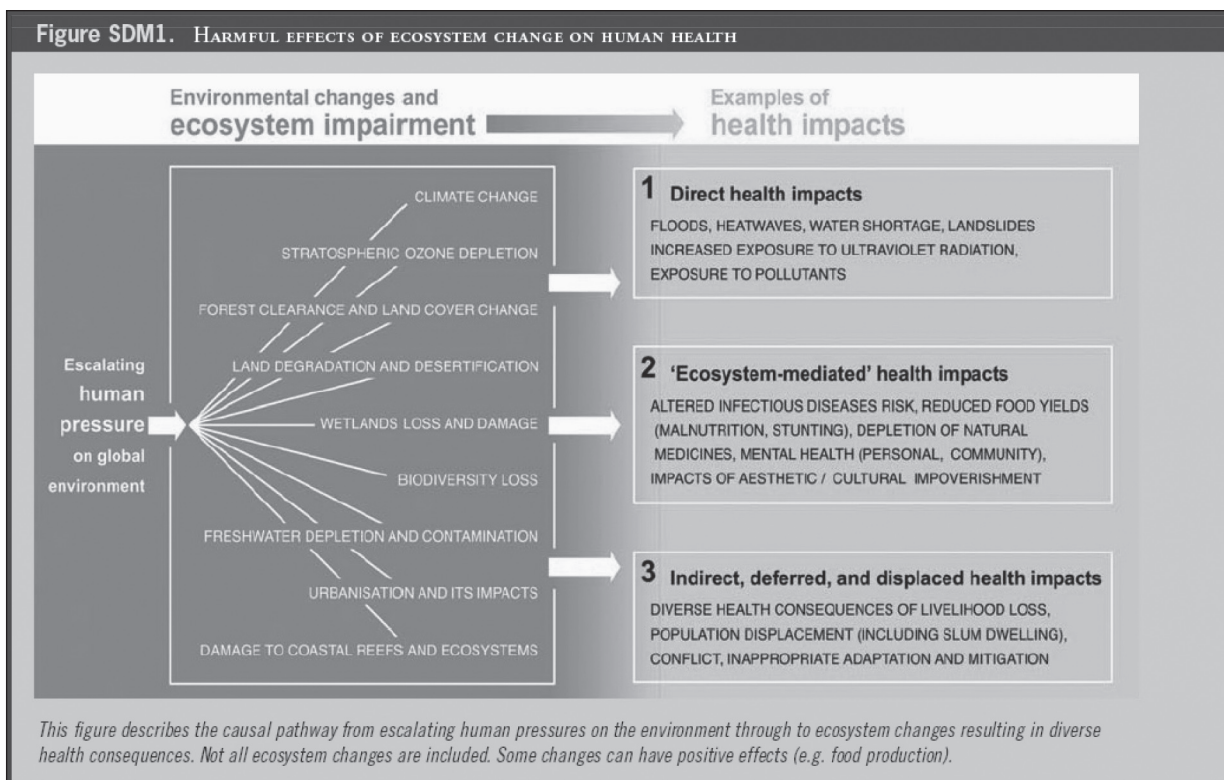 Figure SDM1. HARMFUL EFFECTS OF ECOSYSTEM CHANGE ON HUMAN HEALTH
Environmental changes and
ecosystem impairment
Examples of
health impacts
Escalating
human
pressure
on global
environment
CLIMATE CHANGE
STRATOSPHERIC OZONE DEPLETION
FOREST CLEARANCE AND LAND COVER CHANGE
LAND DEGRADATION AND DESERTIFICATION
WETLANDS LOSS AND DAMAGE
BIODIVERSITY LOSS
FRESHWATER DEPLETION AND CONTAMINATION
URBANISATION AND ITS IMPACTS
DAMAGE TO COASTAL REEFS AND ECOSYSTEMS
1 Direct health impacts
FLOODS, HEATWAVES, WATER SHORTAGE, LANDSLIDES
INCREASED EXPOSURE TO ULTRAVIOLET RADIATION,
EXPOSURE TO POLLUTANTS
2 ‘Ecosystem-mediated’ health impacts
ALTERED INFECTIOUS DISEASES RISK, REDUCED FOOD YIELDS
(MALNUTRITION, STUNTING), DEPLETION OF NATURAL
MEDICINES, MENTAL HEALTH (PERSONAL, COMMUNITY),
IMPACTS OF AESTHETIC / CULTURAL IMPOVERISHMENT
3 Indirect, deferred, and displaced health impacts
DIVERSE HEALTH CONSEQUENCES OF LIVELIHOOD LOSS,
POPULATION DISPLACEMENT (INCLUDING SLUM DWELLING),
CONFLICT, INAPPROPRIATE ADAPTATION AND MITIGATION
This figure describes the causal pathway from escalating human pressures on the environment through to ecosystem changes resulting in diverse
health consequences. Not all ecosystem changes are included. Some changes can have positive effects (e.g. food production).